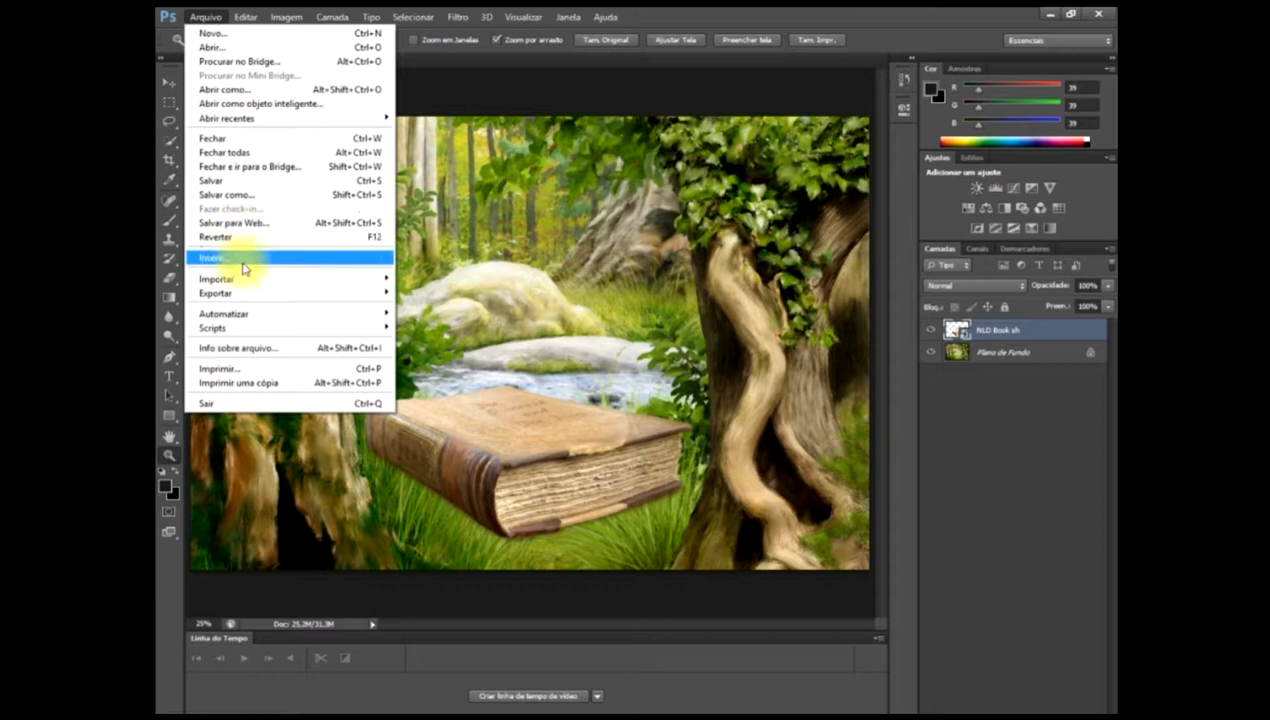 Ps Arquivo Editar Imagem Camada Tipo Selecionar Filtro 3D Visualizar Janela Ajuda
Zoom em Janelas Zoom por arrasto Tam. Original Ajustar Tela Preencher tela Tam. Impr. Essenciais
Novo... Ctrl+N
Abrir... Ctrl+O
Procurar no Bridge... Alt+Ctrl+O
Procurar no Mini Bridge...
Abrir como... Alt+Shift+Ctrl+O
Abrir como objeto inteligente...
Abrir recentes
Fechar Ctrl+W
Fechar todas Alt+Ctrl+W
Fechar e ir para o Bridge... Shift+Ctrl+W
Salvar Ctrl+S
Salvar como... Shift+Ctrl+S
Fazer check-in...
Salvar para Web... Alt+Shift+Ctrl+S
Reverter F12
Inserir...
Importar
Exportar
Automatizar
Scripts
Info sobre arquivo... Alt+Shift+Ctrl+I
Imprimir... Ctrl+P
Imprimir uma cópia Alt+Shift+Ctrl+P
Sair Ctrl+Q
Cor Amostras
R 39
G 39
B 39
Ajustes Estilos
Adicionar um ajuste
Camadas Canais Demarcadores
Tipo
Normal Opacidade: 100%
Bloq.: Preen.: 100%
NLD Book sh
Plano de Fundo
25% Doc: 25,2M/31,3M
Linha do Tempo
Criar linha de tempo de vídeo